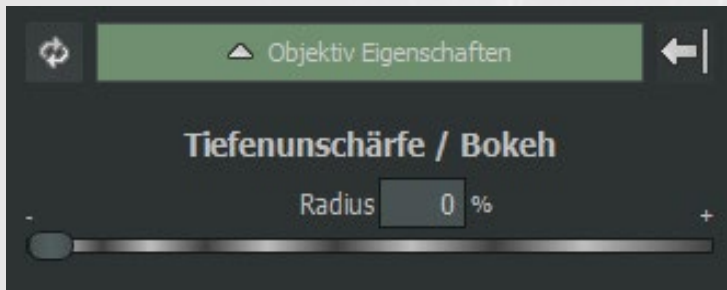 Objektiv Eigenschaften
Tiefenunschärfe / Bokeh
Radius 0 %
- +